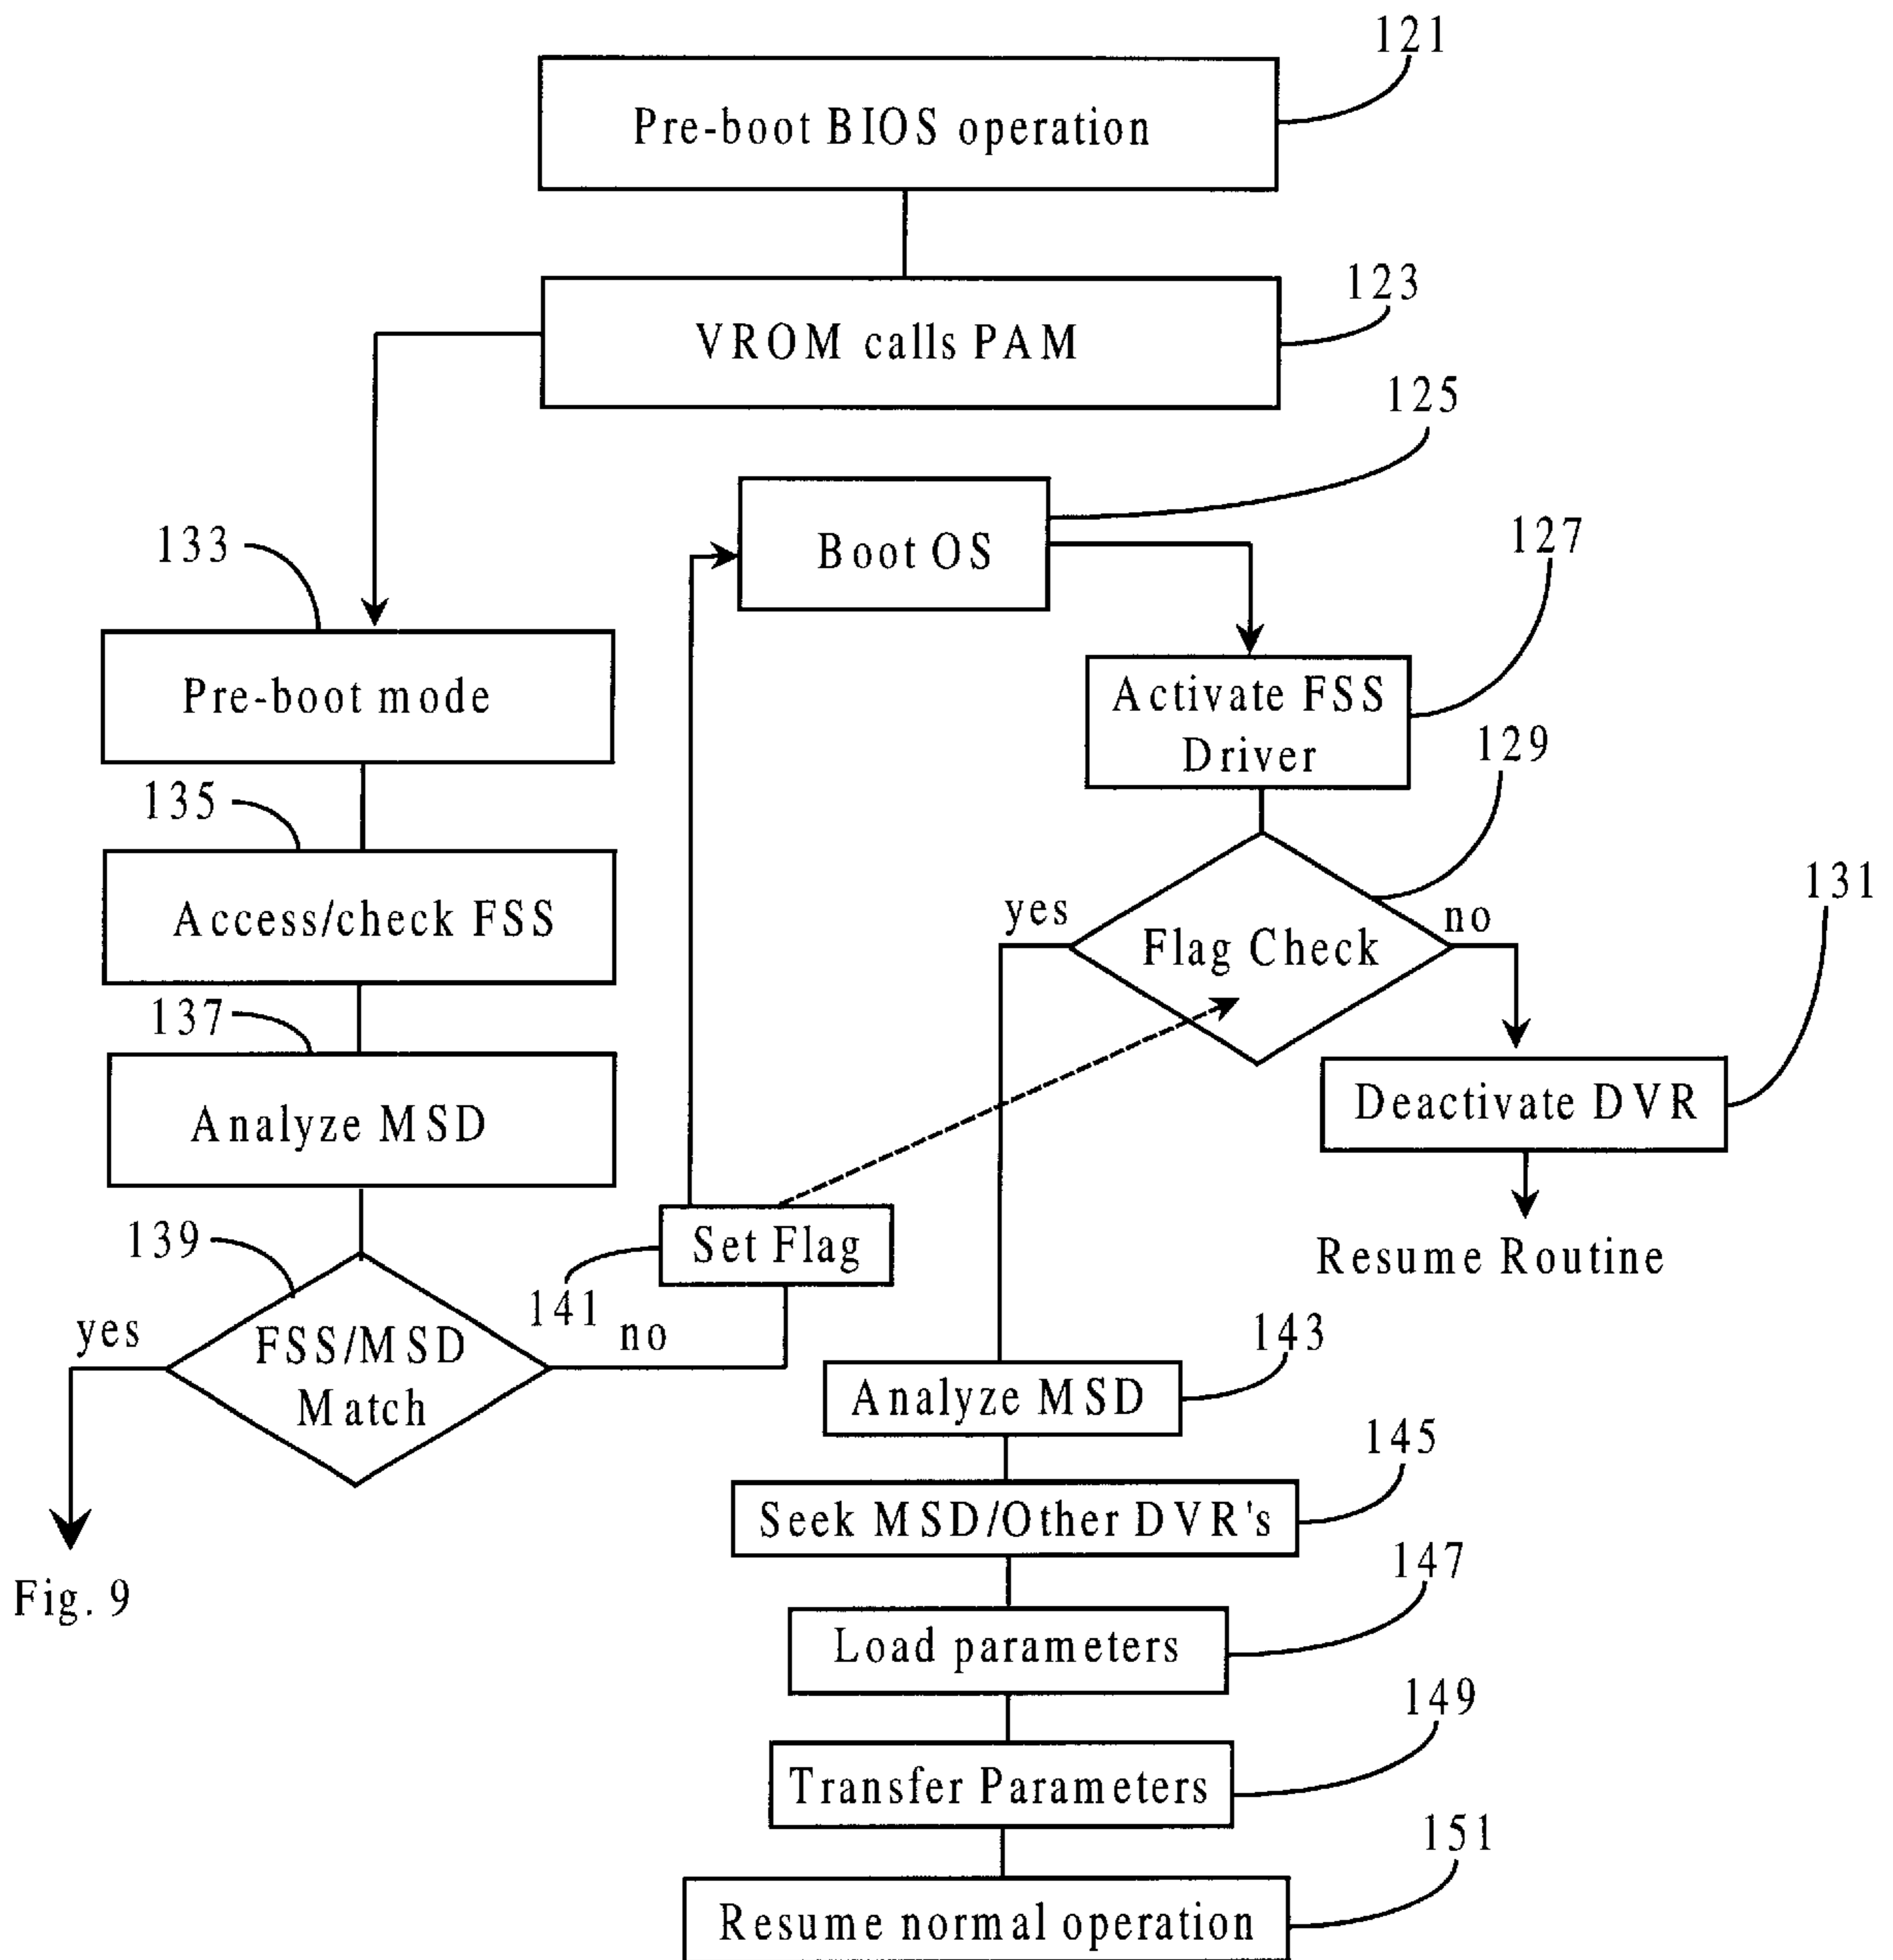 121
Pre-boot BIOS operation
123
VROM calls PAM
125
Boot OS
127
133
Activate FSS
Driver
Pre-boot mode
129
135
131
Access/check FSS
yes
no
Flag Check
137
Deactivate DVR
Analyze MSD
139
Set Flag
Resume Routine
141
no
yes
FSS/MSD
Match
143
Analyze MSD
145
Seek MSD/Other DVR's
147
Fig. 9
Load parameters
149
Transfer Parameters
151
Resume normal operation